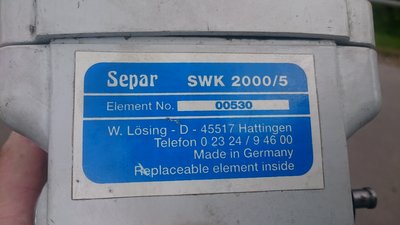 Separ SWK 2000/5
Element No. 00530
W. Lösing - D - 45517 Hattingen
Telefon 0 23 24 / 9 46 00
Made in Germany
Replaceable element inside